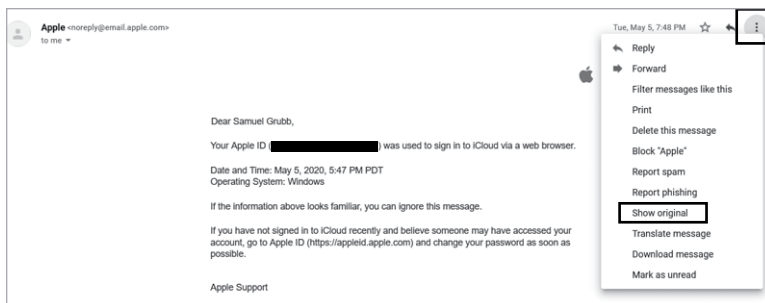 Apple <noreply@email.apple.com>
to me
Tue, May 5, 7:48 PM
Reply
Forward
Filter messages like this
Print
Delete this message
Block "Apple"
Report spam
Report phishing
Show original
Translate message
Download message
Mark as unread
Dear Samuel Grubb,
Your Apple ID ( ) was used to sign in to iCloud via a web browser.
Date and Time: May 5, 2020, 5:47 PM PDT
Operating System: Windows
If the information above looks familiar, you can ignore this message.
If you have not signed in to iCloud recently and believe someone may have accessed your
account, go to Apple ID (https://appleid.apple.com) and change your password as soon as
possible.
Apple Support